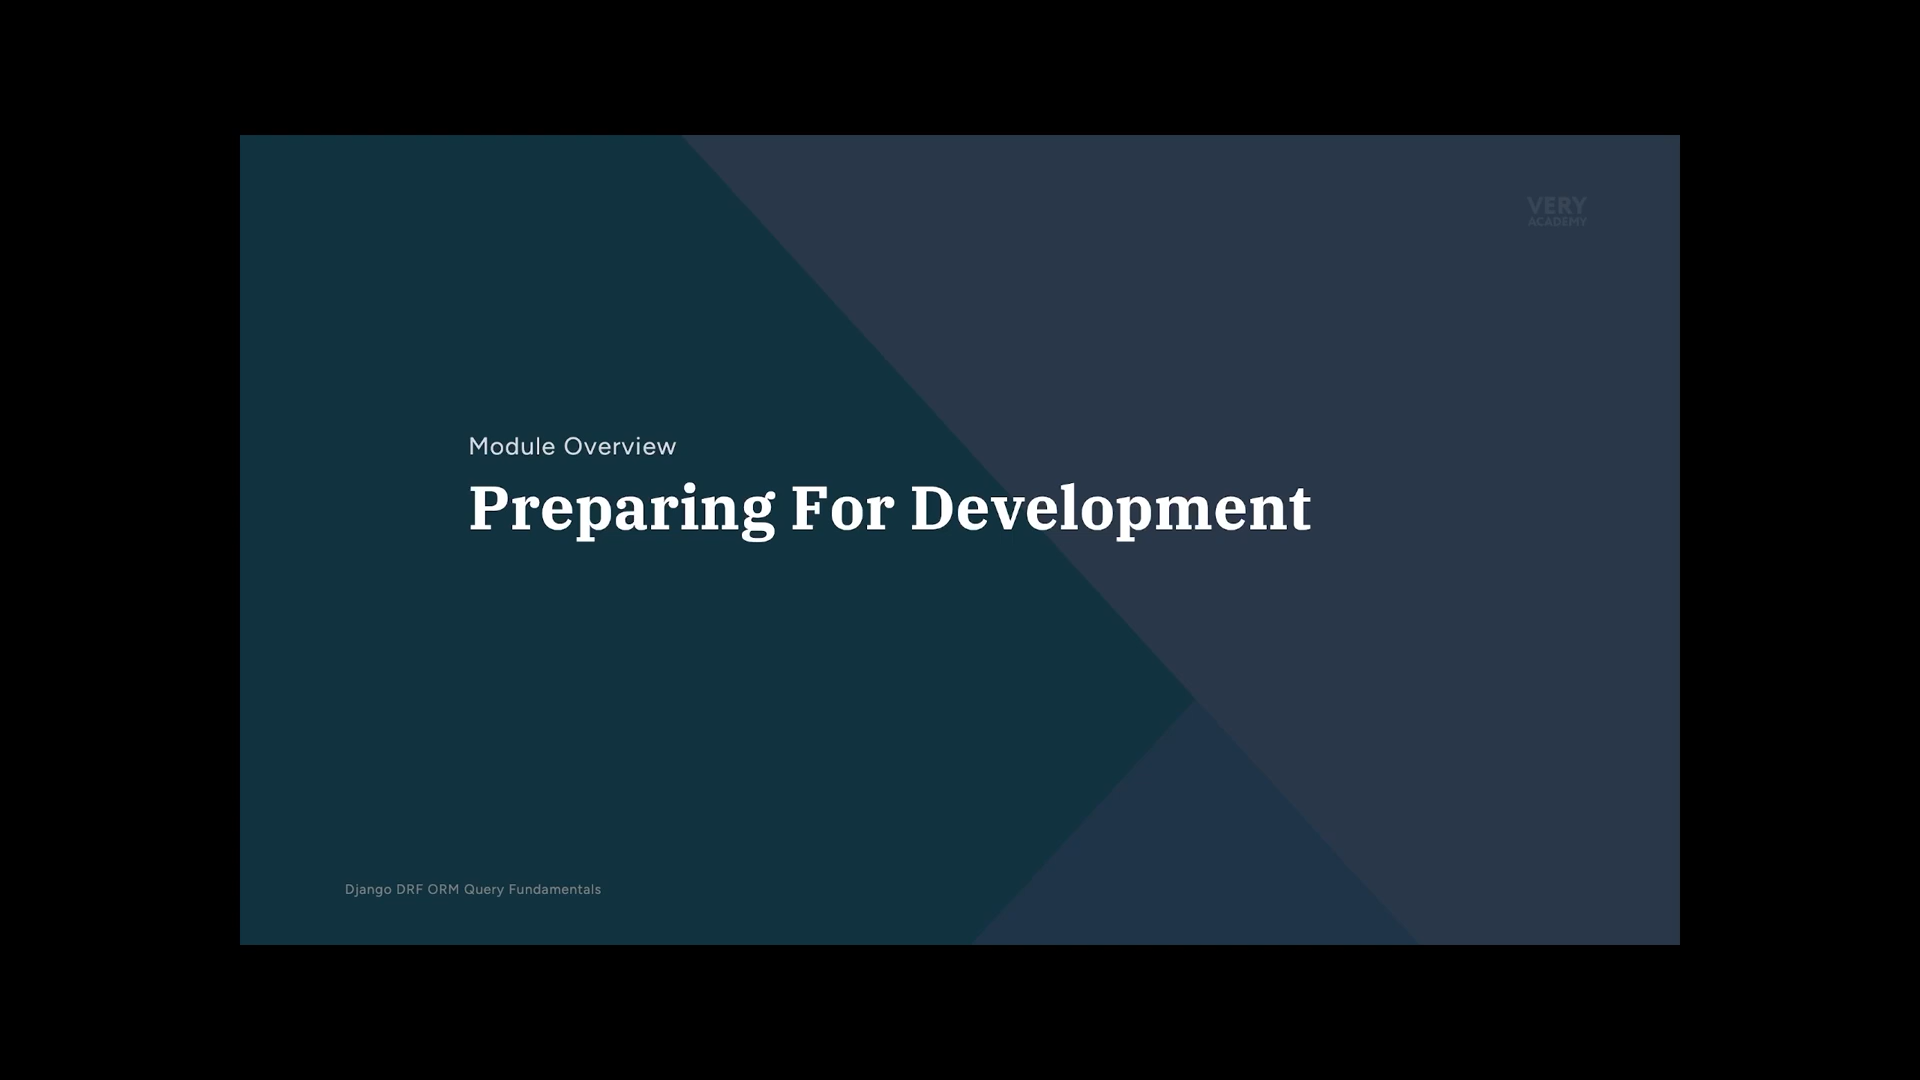 VERY
ACADEMY
Module Overview
Preparing For Development
Django DRF ORM Query Fundamentals